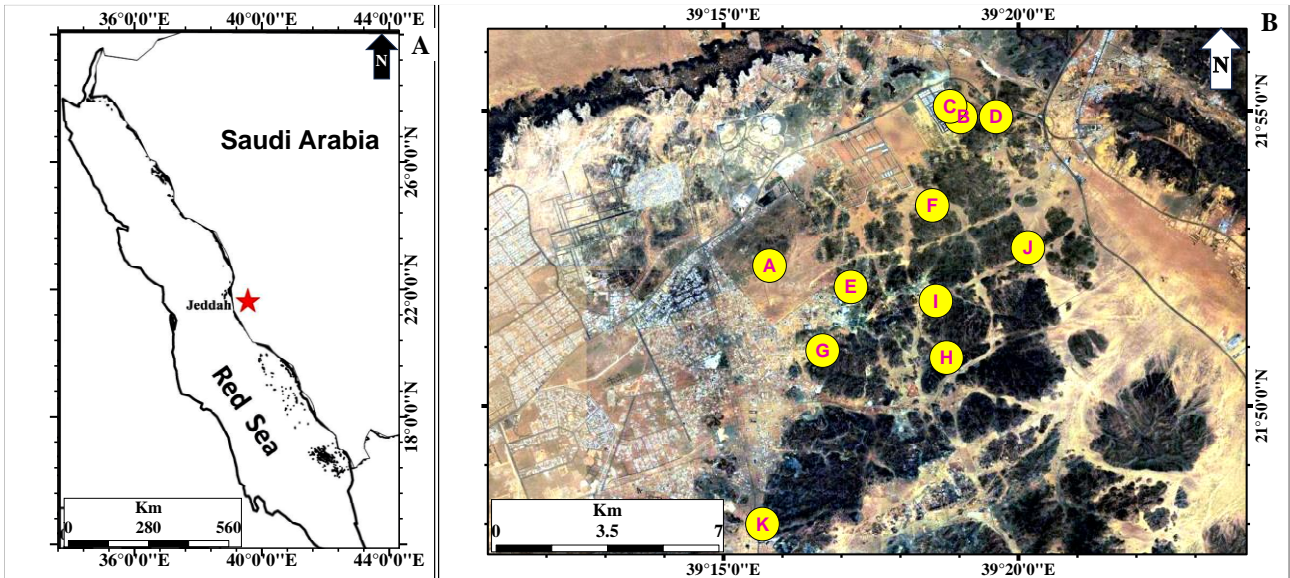 36°0'0"E
40°0'0"E
44°0'0"E
A
N
Saudi Arabia
26°0'0"N
22°0'0"N
18°0'0"N
Jeddah
Red Sea
Km
0 280 560
36°0'0"E
40°0'0"E
44°0'0"E
39°15'0"E
39°20'0"E
B
N
21°55'0"N
21°50'0"N
C
B
D
F
J
A
E
I
G
H
K
Km
0 3.5 7
39°15'0"E
39°20'0"E